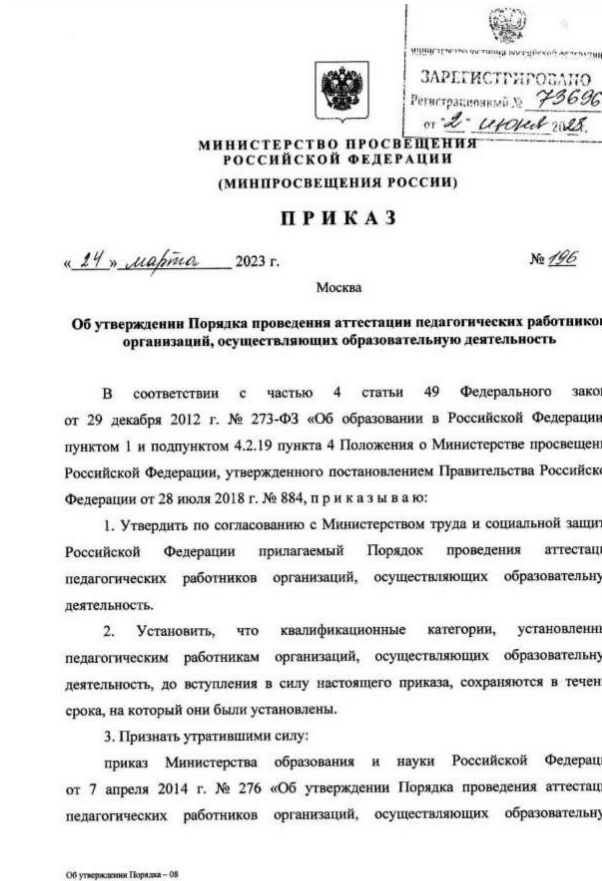 МИНИСТЕРСТВО ЮСТИЦИИ РОССИЙСКОЙ ФЕДЕРАЦИИ
ЗАРЕГИСТРИРОВАНО
Регистрационный № 73696
от "2" июня 2023.
МИНИСТЕРСТВО ПРОСВЕЩЕНИЯ
РОССИЙСКОЙ ФЕДЕРАЦИИ
(МИНПРОСВЕЩЕНИЯ РОССИИ)
ПРИКАЗ
« 24 » марта 2023 г. № 196
Москва
Об утверждении Порядка проведения аттестации педагогических работнико
организаций, осуществляющих образовательную деятельность
В соответствии с частью 4 статьи 49 Федерального зако
от 29 декабря 2012 г. № 273-ФЗ «Об образовании в Российской Федерации
пунктом 1 и подпунктом 4.2.19 пункта 4 Положения о Министерстве просвещен
Российской Федерации, утвержденного постановлением Правительства Российск
Федерации от 28 июля 2018 г. № 884, п р и к а з ы в а ю:
1. Утвердить по согласованию с Министерством труда и социальной защит
Российской Федерации прилагаемый Порядок проведения аттестац
педагогических работников организаций, осуществляющих образовательну
деятельность.
2. Установить, что квалификационные категории, установленн
педагогическим работникам организаций, осуществляющих образовательну
деятельность, до вступления в силу настоящего приказа, сохраняются в течен
срока, на который они были установлены.
3. Признать утратившими силу:
приказ Министерства образования и науки Российской Федерац
от 7 апреля 2014 г. № 276 «Об утверждении Порядка проведения аттестац
педагогических работников организаций, осуществляющих образовательну
Об утверждении Порядка – 08